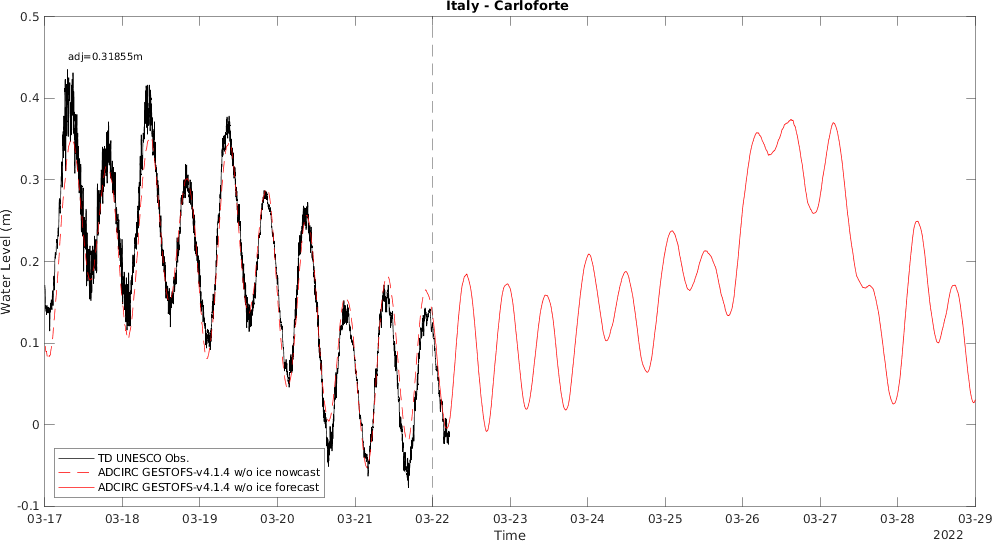 Italy - Carloforte
adj=0.31855m
0.5
0.4
0.3
0.2
0.1
0
-0.1
Water Level (m)
TD UNESCO Obs.
ADCIRC GESTOFS-v4.1.4 w/o ice nowcast
ADCIRC GESTOFS-v4.1.4 w/o ice forecast
03-17 03-18 03-19 03-20 03-21 03-22 03-23 03-24 03-25 03-26 03-27 03-28 03-29
Time
2022